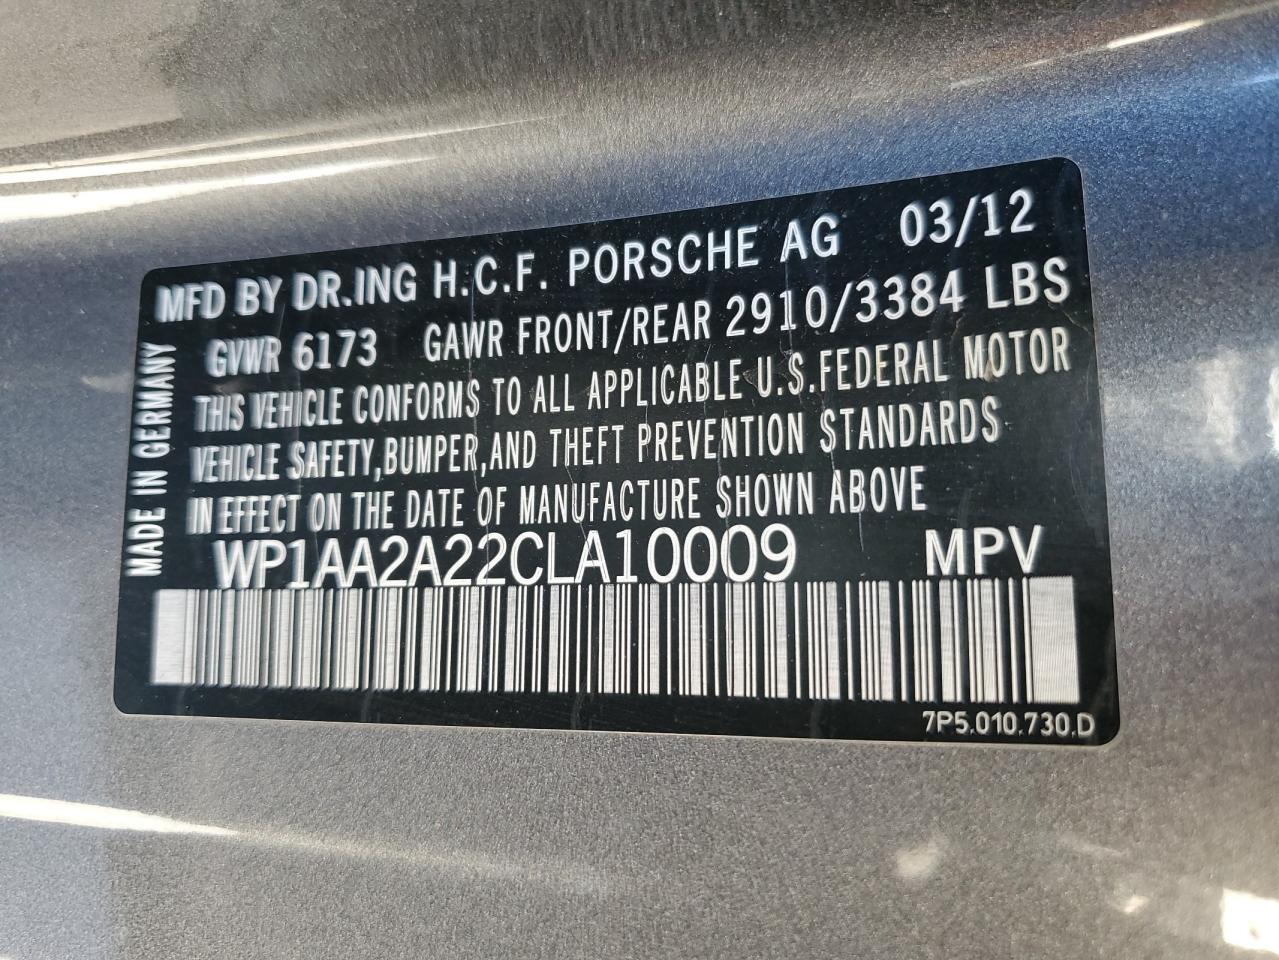 MFD BY DR.ING H.C.F. PORSCHE AG 03/12
GVWR 6173 GAWR FRONT/REAR 2910/3384 LBS
THIS VEHICLE CONFORMS TO ALL APPLICABLE U.S.FEDERAL MOTOR
VEHICLE SAFETY,BUMPER,AND THEFT PREVENTION STANDARDS
IN EFFECT ON THE DATE OF MANUFACTURE SHOWN ABOVE
WP1AA2A22CLA10009 MPV
MADE IN GERMANY
7P5.010.730.D